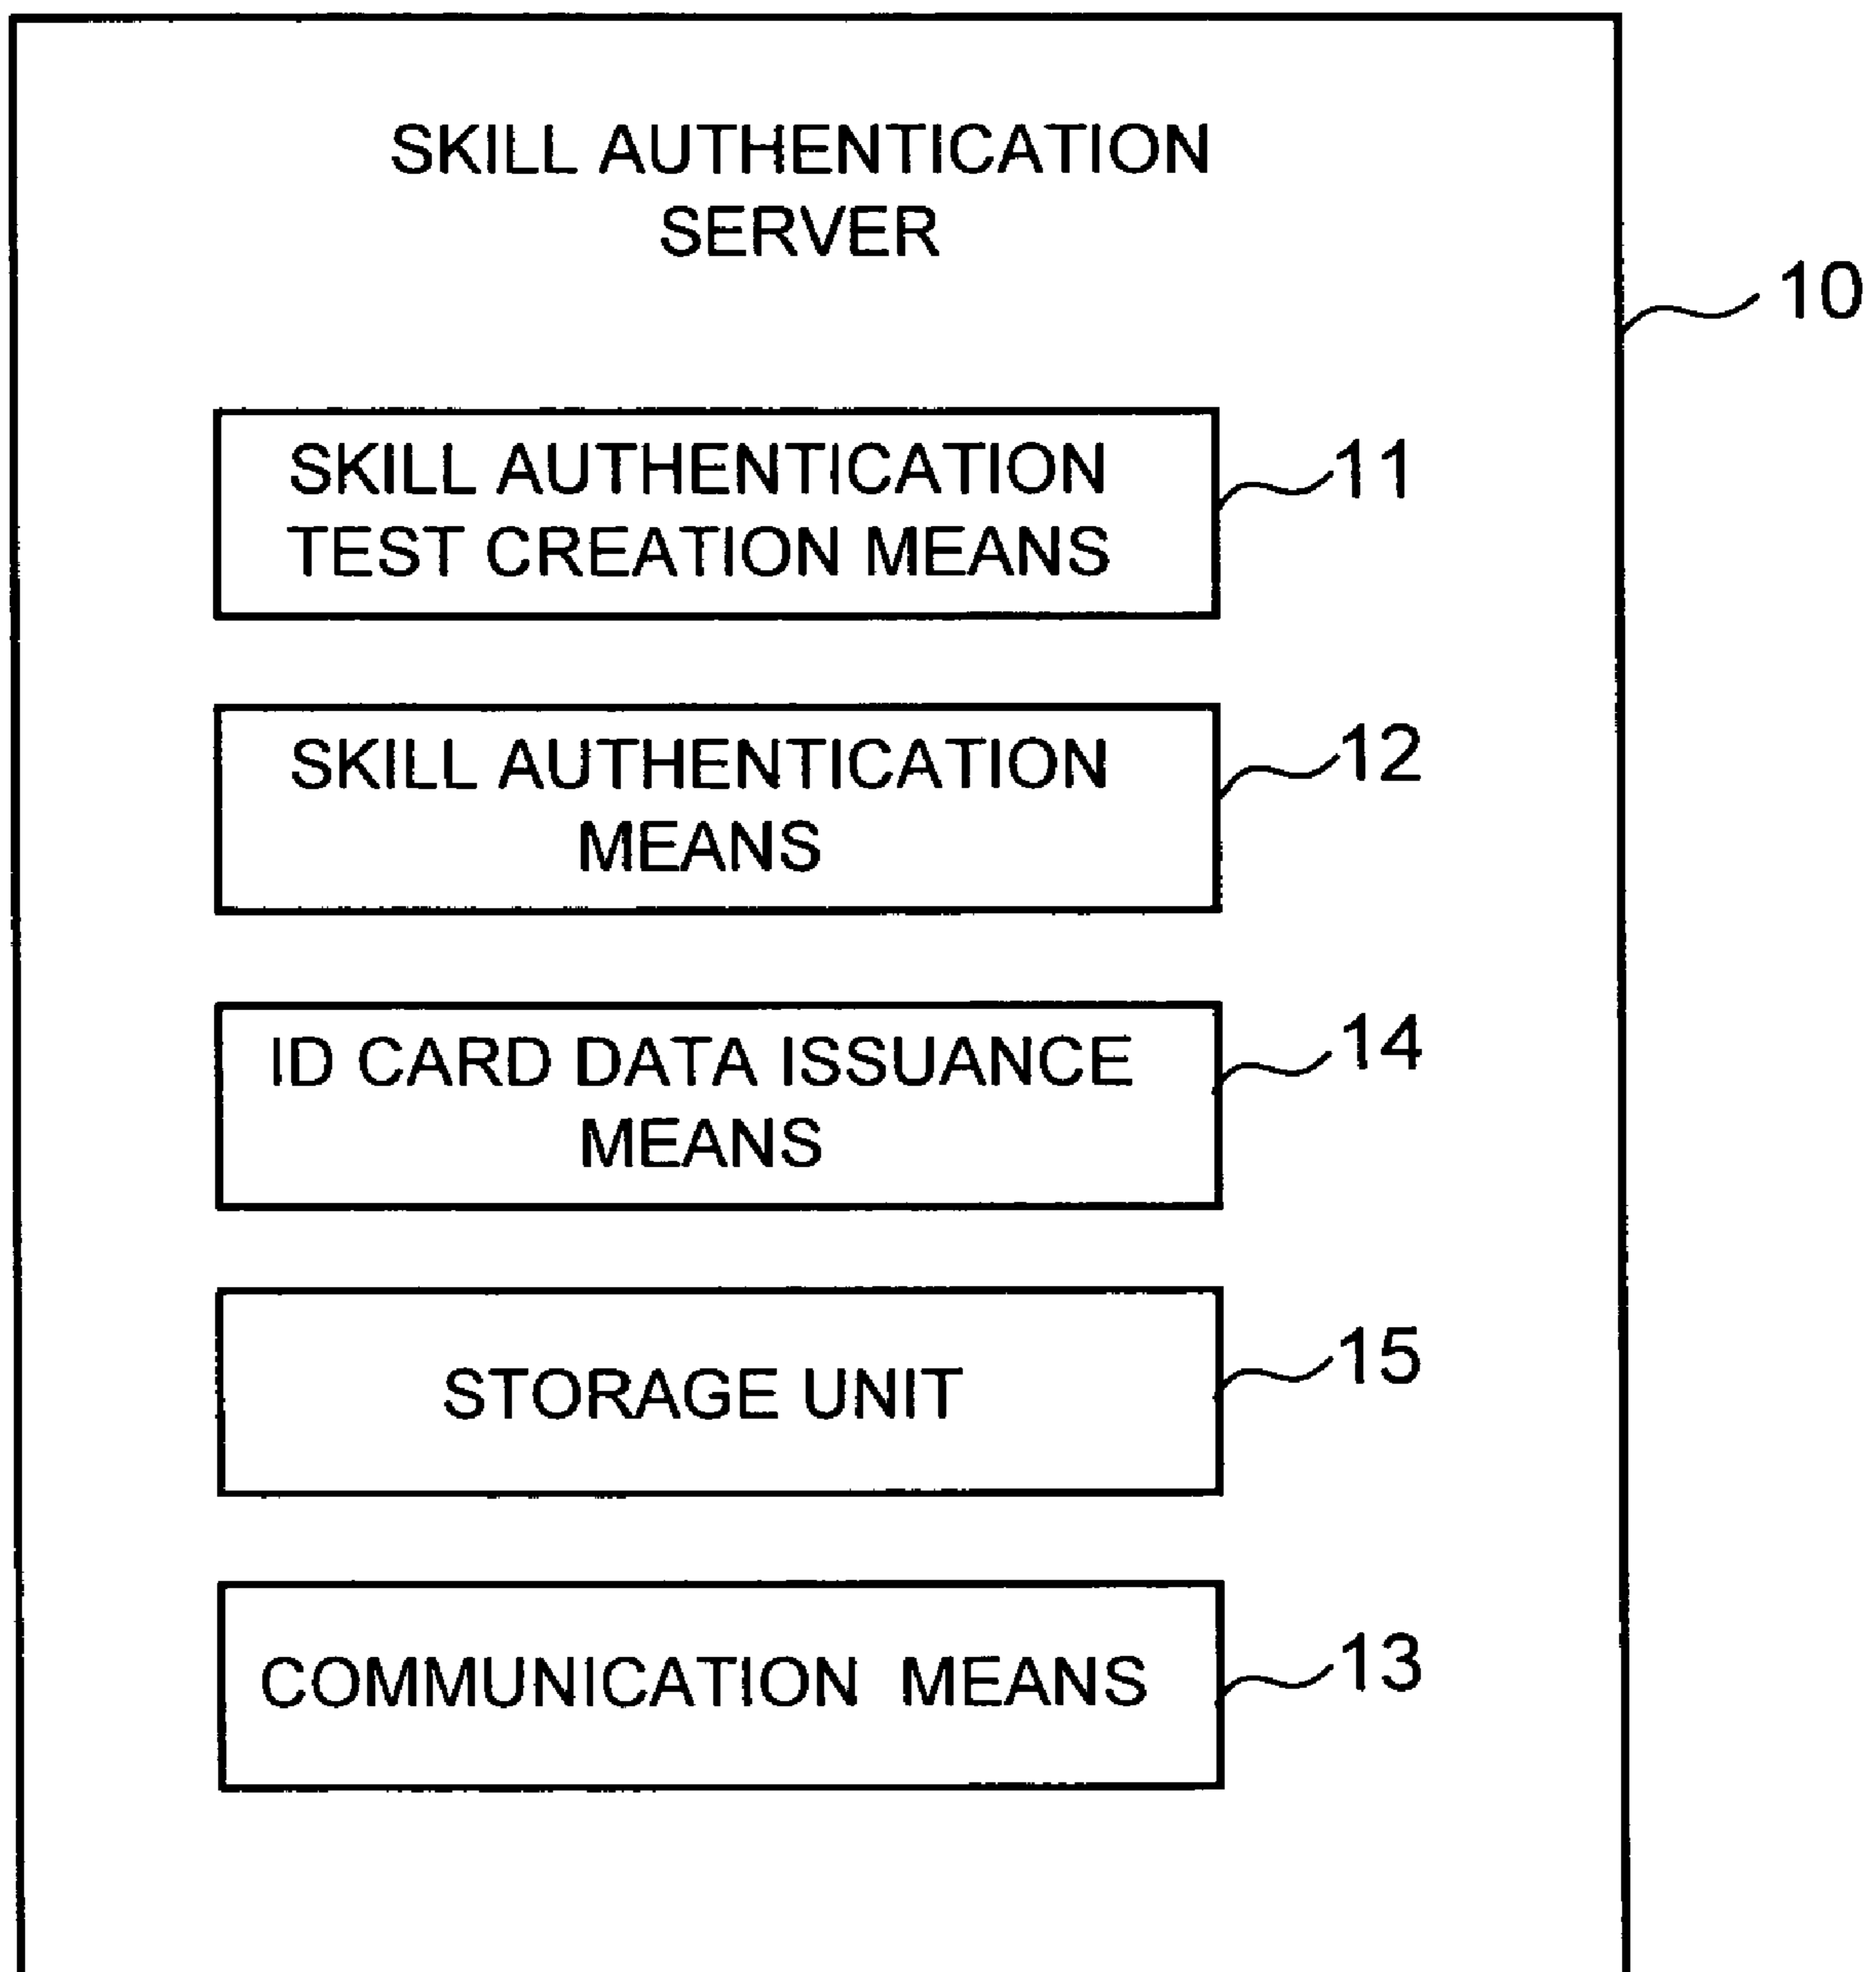 SKILL AUTHENTICATION
SERVER
10
SKILL AUTHENTICATION
TEST CREATION MEANS
11
SKILL AUTHENTICATION
MEANS
12
ID CARD DATA ISSUANCE
MEANS
14
STORAGE UNIT
15
COMMUNICATION MEANS
13